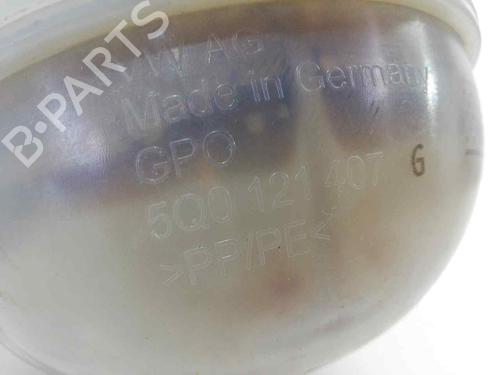 VW AG
Made in Germany
GPO
5Q0 121 407 G
>PP/PE<
B-PARTS